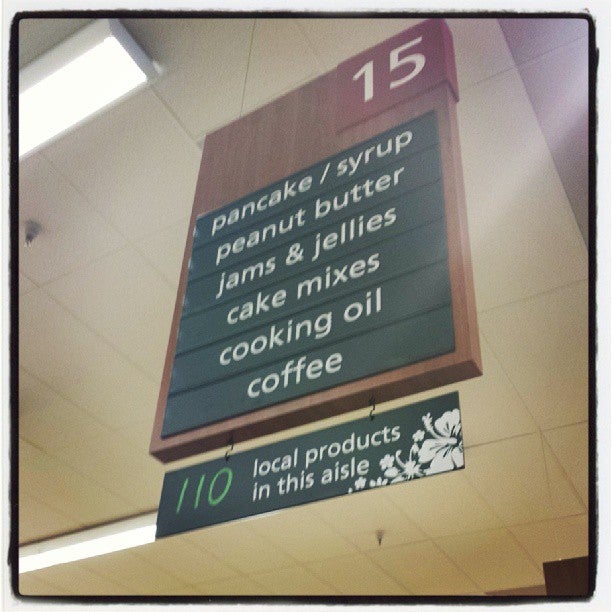 15
pancake / syrup
peanut butter
jams & jellies
cake mixes
cooking oil
coffee
110 local products
in this aisle